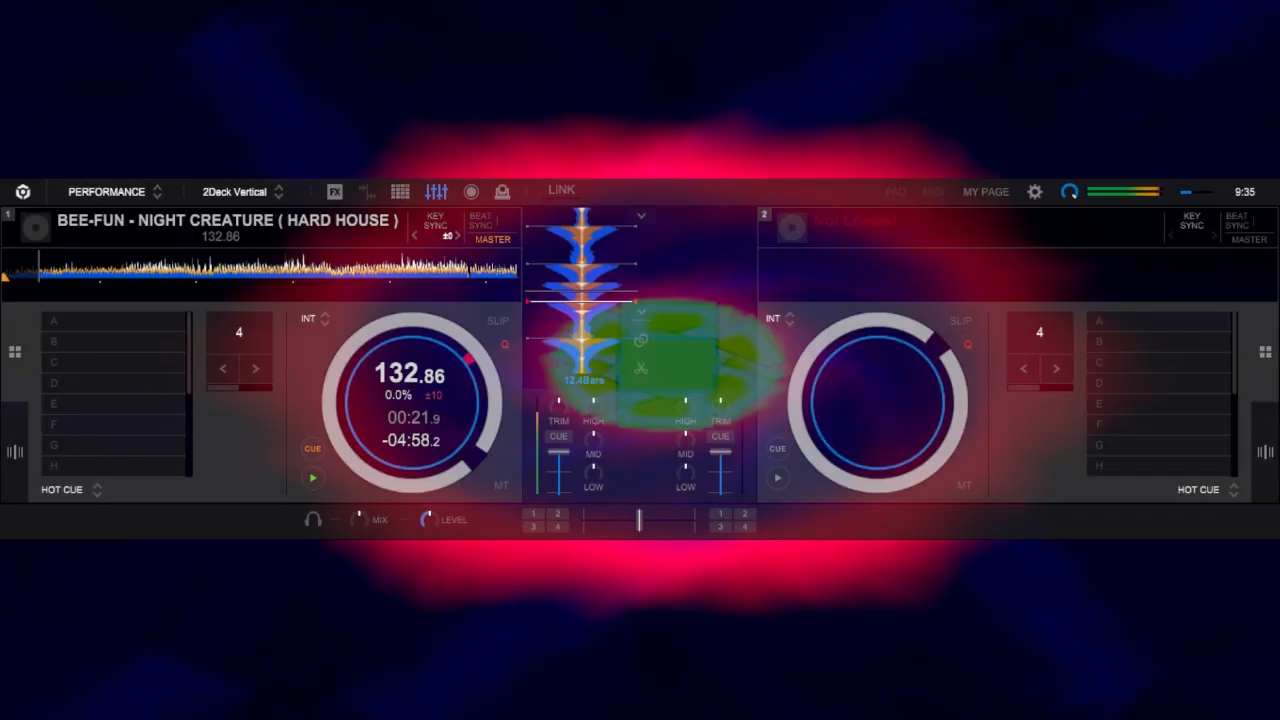 PERFORMANCE
2Deck Vertical
FX
LINK
PAD
MIDI
MY PAGE
9:35
1
BEE-FUN - NIGHT CREATURE ( HARD HOUSE )
132.86
KEY
SYNC
±0
BEAT
SYNC
MASTER
2
Not Loaded.
KEY
SYNC
BEAT
SYNC
MASTER
A
B
C
D
E
F
G
H
HOT CUE
4
INT
SLIP
Q
132.86
0.0%
±10
00:21.9
-04:58.2
CUE
MT
12.4Bars
TRIM
HIGH
HIGH
TRIM
CUE
CUE
MID
MID
LOW
LOW
INT
SLIP
Q
CUE
MT
4
A
B
C
D
E
F
G
H
HOT CUE
MIX
LEVEL
1 2
3 4
1 2
3 4